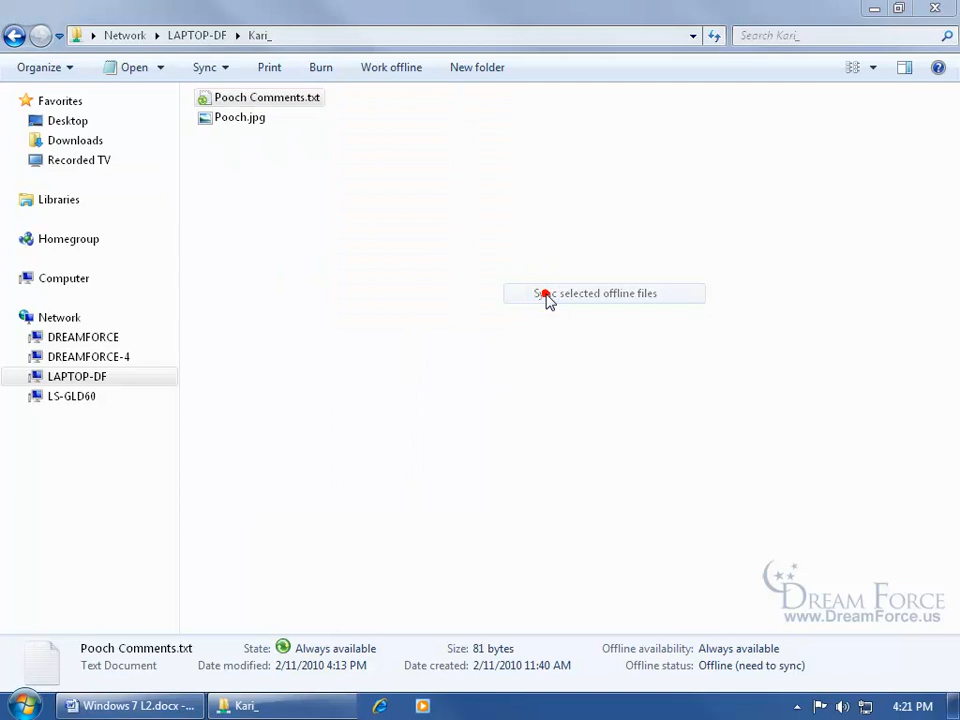 Network LAPTOP-DF Kari_ Search Kari_
Organize Open Sync Print Burn Work offline New folder
Favorites
Desktop
Downloads
Recorded TV
Libraries
Homegroup
Computer
Network
DREAMFORCE
DREAMFORCE-4
LAPTOP-DF
LS-GLD60
Pooch Comments.txt
Pooch.jpg
Sync selected offline files
DREAM FORCE
www.DreamForce.us
Pooch Comments.txt State: Always available Size: 81 bytes Offline availability: Always available
Text Document Date modified: 2/11/2010 4:13 PM Date created: 2/11/2010 11:40 AM Offline status: Offline (need to sync)
Windows 7 L2.docx -... Kari_ 4:21 PM